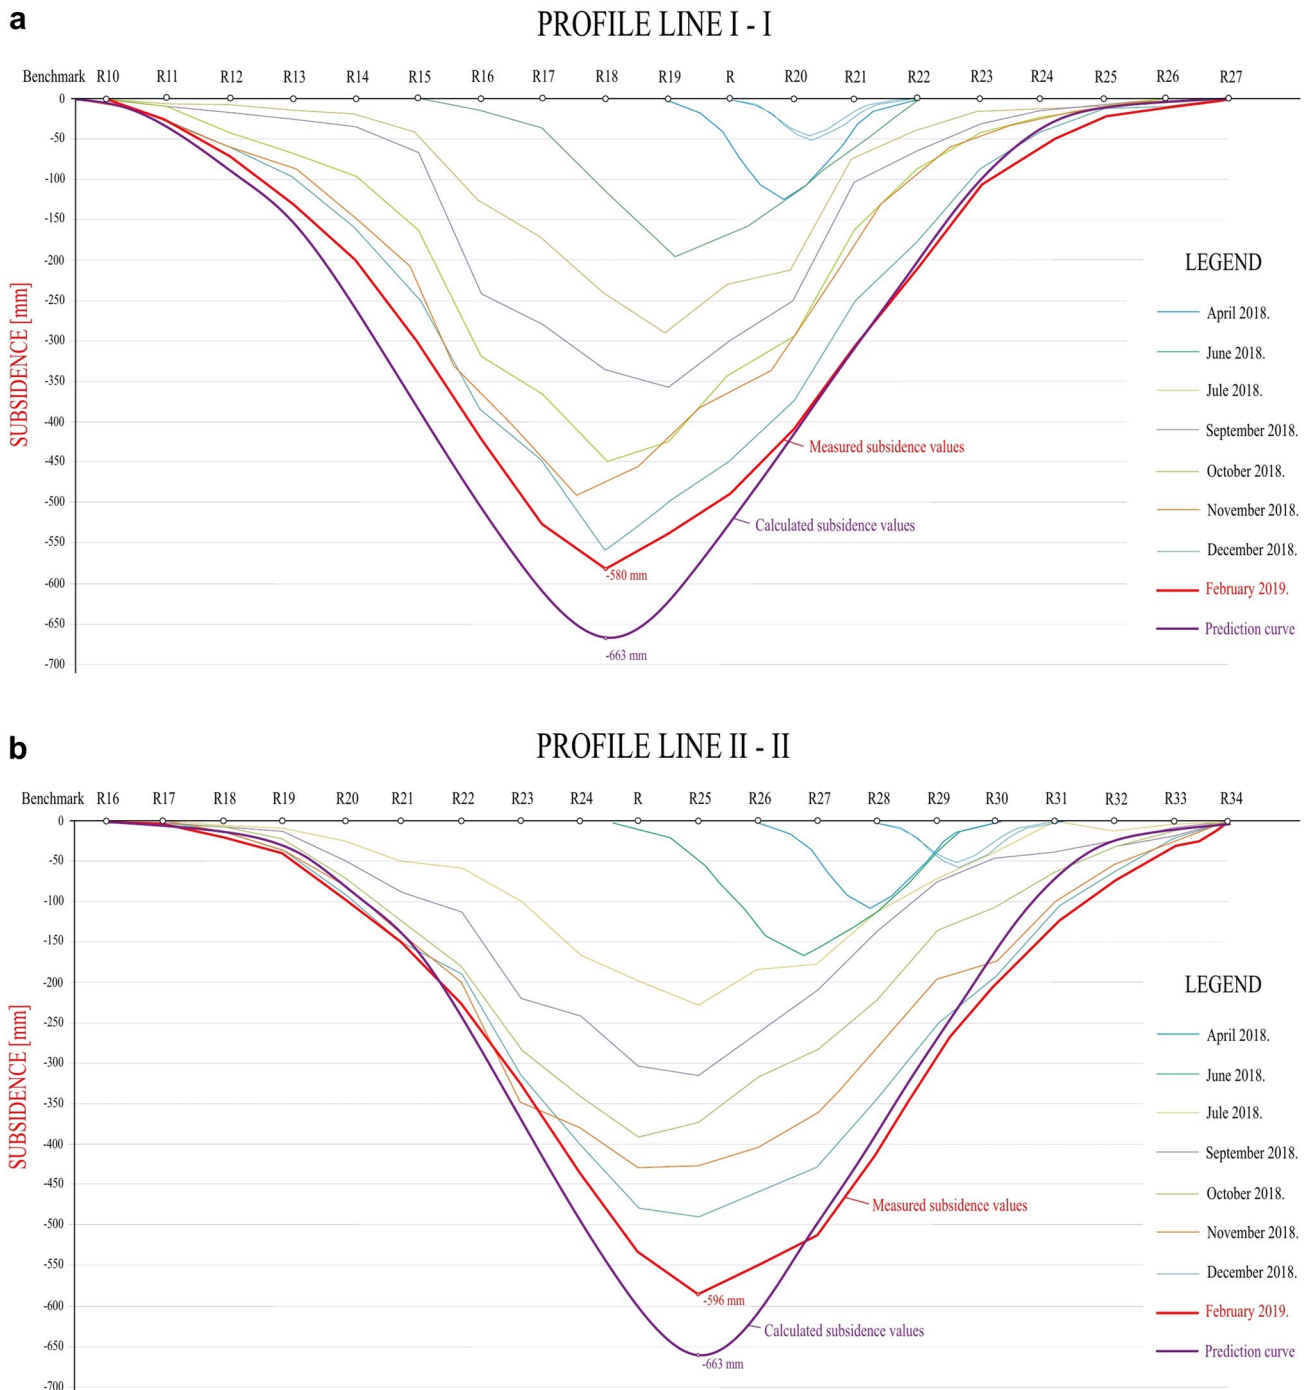 a
PROFILE LINE I - I
Benchmark R10 R11 R12 R13 R14 R15 R16 R17 R18 R19 R R20 R21 R22 R23 R24 R25 R26 R27
0
-50
-100
-150
-200
-250
-300
-350
-400
-450
-500
-550
-600
-650
-700
SUBSIDENCE [mm]
Measured subsidence values
Calculated subsidence values
-580 mm
-663 mm
LEGEND
April 2018.
June 2018.
Jule 2018.
September 2018.
October 2018.
November 2018.
December 2018.
February 2019.
Prediction curve
b
PROFILE LINE II - II
Benchmark R16 R17 R18 R19 R20 R21 R22 R23 R24 R R25 R26 R27 R28 R29 R30 R31 R32 R33 R34
0
-50
-100
-150
-200
-250
-300
-350
-400
-450
-500
-550
-600
-650
-700
SUBSIDENCE [mm]
Measured subsidence values
-596 mm
Calculated subsidence values
-663 mm
LEGEND
April 2018.
June 2018.
Jule 2018.
September 2018.
October 2018.
November 2018.
December 2018.
February 2019.
Prediction curve